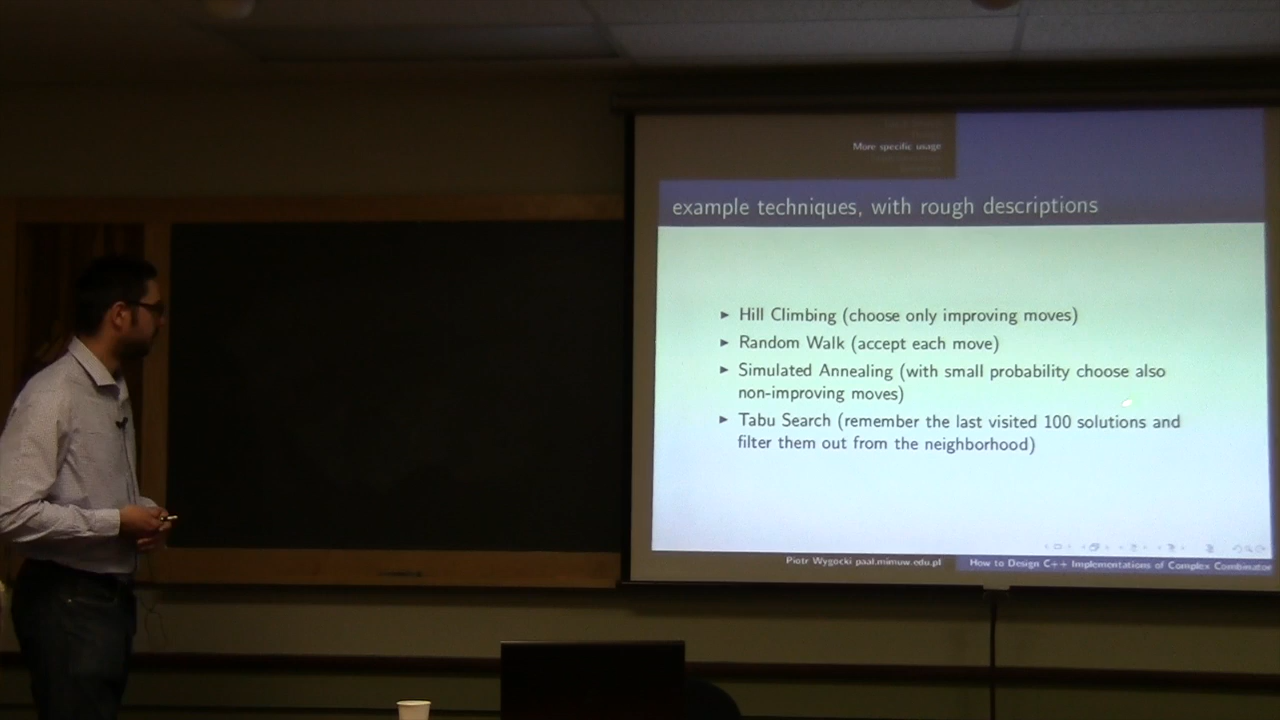 More specific usage
example techniques, with rough descriptions
▶ Hill Climbing (choose only improving moves)
▶ Random Walk (accept each move)
▶ Simulated Annealing (with small probability choose also
non-improving moves)
▶ Tabu Search (remember the last visited 100 solutions and
filter them out from the neighborhood)
Piotr Wygocki paal.mimuw.edu.pl How to Design C++ Implementations of Complex Combinator